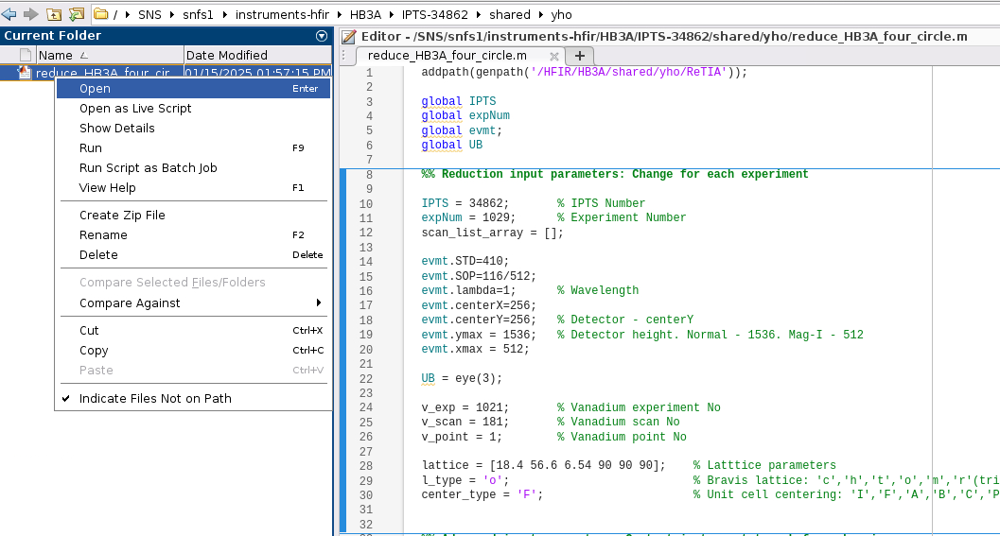 / ▸ SNS ▸ snfs1 ▸ instruments-hfir ▸ HB3A ▸ IPTS-34862 ▸ shared ▸ yho
Current Folder
Name Date Modified
reduce_HB3A_four_cir... 01/15/2025 01:57:15 PM
Open Enter
Open as Live Script
Show Details
Run F9
Run Script as Batch Job
View Help F1
Create Zip File
Rename F2
Delete Delete
Compare Selected Files/Folders
Compare Against
Cut Ctrl+X
Copy Ctrl+C
Paste Ctrl+V
✔ Indicate Files Not on Path
Editor - /SNS/snfs1/instruments-hfir/HB3A/IPTS-34862/shared/yho/reduce_HB3A_four_circle.m
reduce_HB3A_four_circle.m × +
1 addpath(genpath('/HFIR/HB3A/shared/yho/ReTIA'));
2
3 global IPTS
4 global expNum
5 global evmt;
6 global UB
7
8 %% Reduction input parameters: Change for each experiment
9
10 IPTS = 34862; % IPTS Number
11 expNum = 1029; % Experiment Number
12 scan_list_array = [];
13
14 evmt.STD=410;
15 evmt.SOP=116/512;
16 evmt.lambda=1; % Wavelength
17 evmt.centerX=256;
18 evmt.centerY=256; % Detector - centerY
19 evmt.ymax = 1536; % Detector height. Normal - 1536. Mag-I - 512
20 evmt.xmax = 512;
21
22 UB = eye(3);
23
24 v_exp = 1021; % Vanadium experiment No
25 v_scan = 181; % Vanadium scan No
26 v_point = 1; % Vanadium point No
27
28 lattice = [18.4 56.6 6.54 90 90 90]; % Latttice parameters
29 l_type = 'o'; % Bravis lattice: 'c','h','t','o','m','r'(tri
30 center_type = 'F'; % Unit cell centering: 'I','F','A','B','C','P
31
32